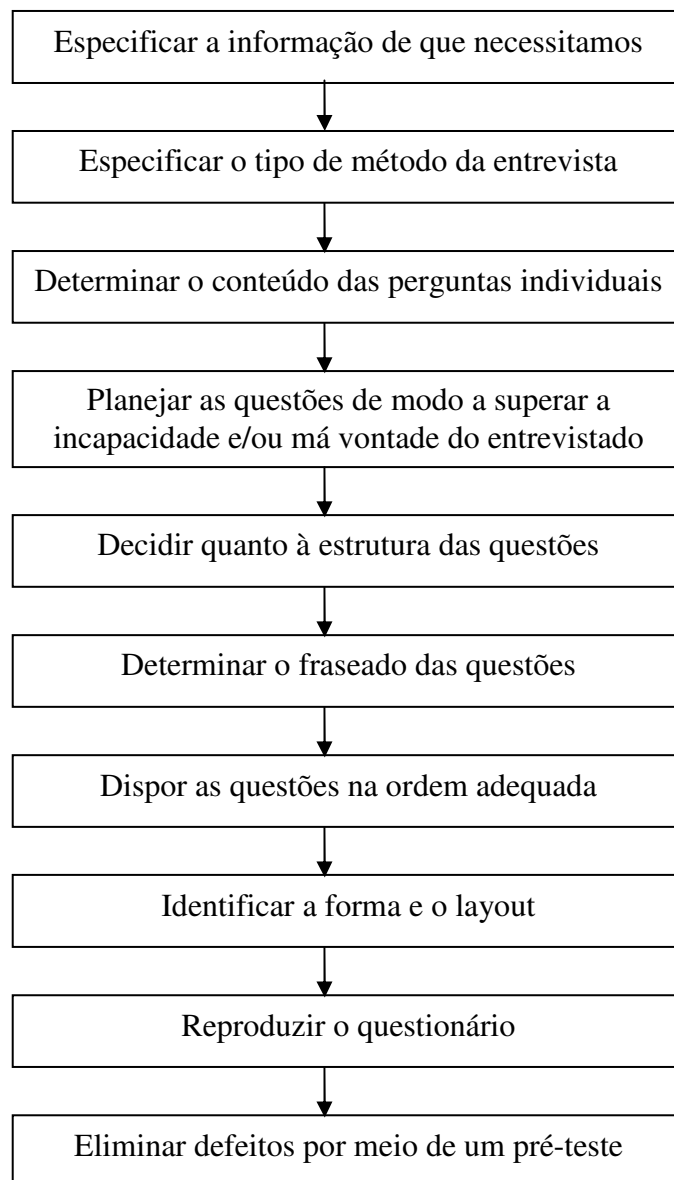 Especificar a informação de que necessitamos
Especificar o tipo de método da entrevista
Determinar o conteúdo das perguntas individuais
Planejar as questões de modo a superar a
incapacidade e/ou má vontade do entrevistado
Decidir quanto à estrutura das questões
Determinar o fraseado das questões
Dispor as questões na ordem adequada
Identificar a forma e o layout
Reproduzir o questionário
Eliminar defeitos por meio de um pré-teste